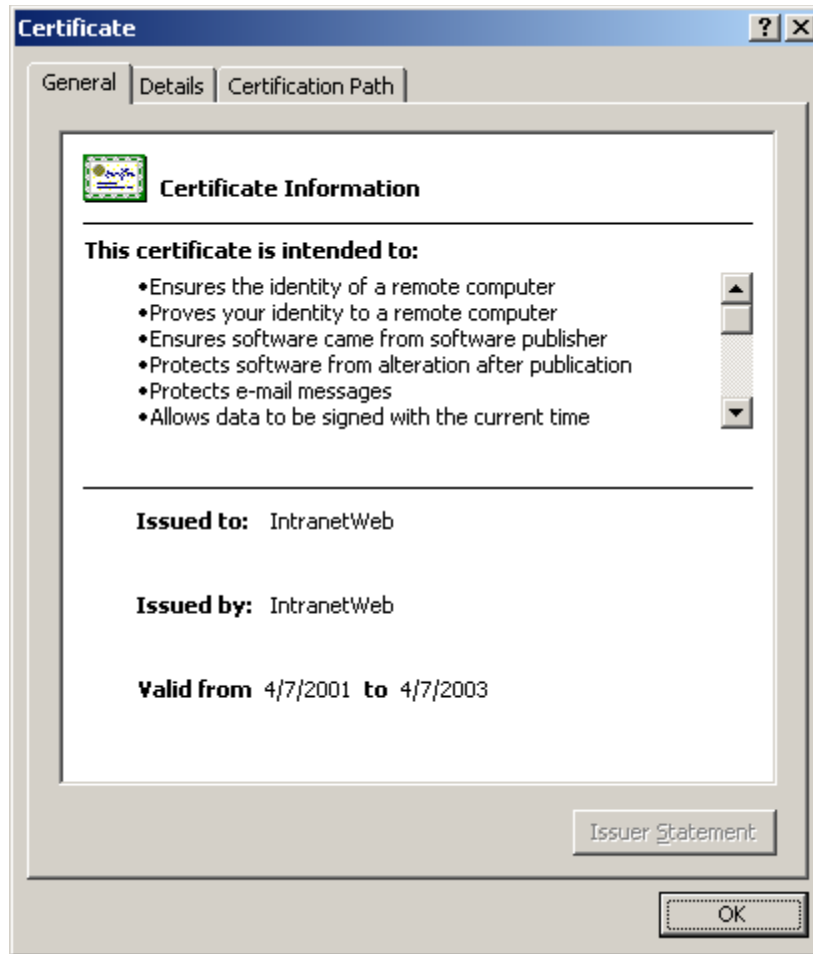 Certificate
General Details Certification Path
Certificate Information
This certificate is intended to:
•Ensures the identity of a remote computer
•Proves your identity to a remote computer
•Ensures software came from software publisher
•Protects software from alteration after publication
•Protects e-mail messages
•Allows data to be signed with the current time
Issued to: IntranetWeb
Issued by: IntranetWeb
Valid from 4/7/2001 to 4/7/2003
Issuer Statement
OK